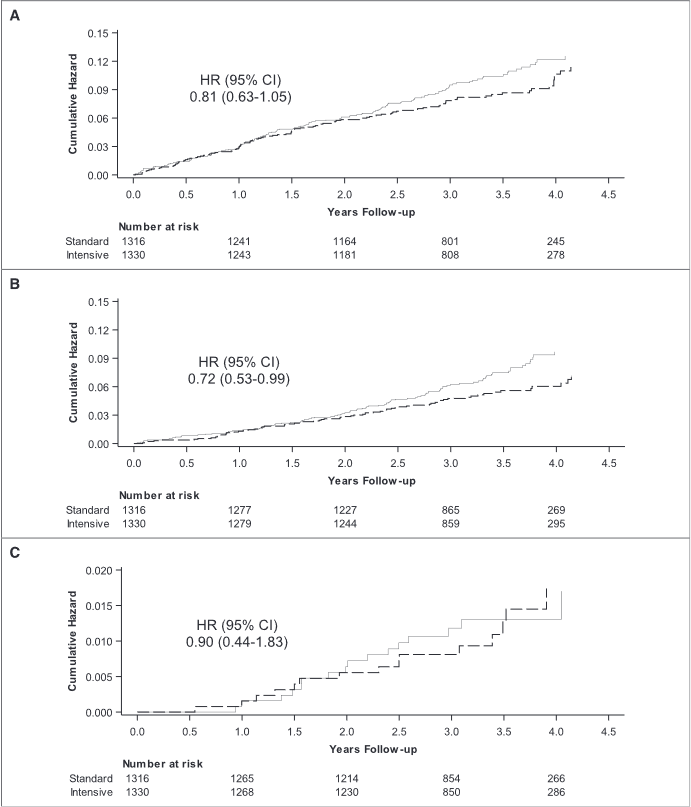 A
0.15
0.12
HR (95% CI)
0.09
0.81 (0.63-1.05)
0.06
0.03
0.00
Cumulative Hazard
0.0 0.5 1.0 1.5 2.0 2.5 3.0 3.5 4.0 4.5
Years Follow-up
Number at risk
Standard 1316 1241 1164 801 245
Intensive 1330 1243 1181 808 278
B
0.15
0.12
HR (95% CI)
0.09
0.72 (0.53-0.99)
0.06
0.03
0.00
Cumulative Hazard
0.0 0.5 1.0 1.5 2.0 2.5 3.0 3.5 4.0 4.5
Years Follow-up
Number at risk
Standard 1316 1277 1227 865 269
Intensive 1330 1279 1244 859 295
C
0.020
0.015
HR (95% CI)
0.010
0.90 (0.44-1.83)
0.005
0.000
Cumulative Hazard
0.0 0.5 1.0 1.5 2.0 2.5 3.0 3.5 4.0 4.5
Years Follow-up
Number at risk
Standard 1316 1265 1214 854 266
Intensive 1330 1268 1230 850 286